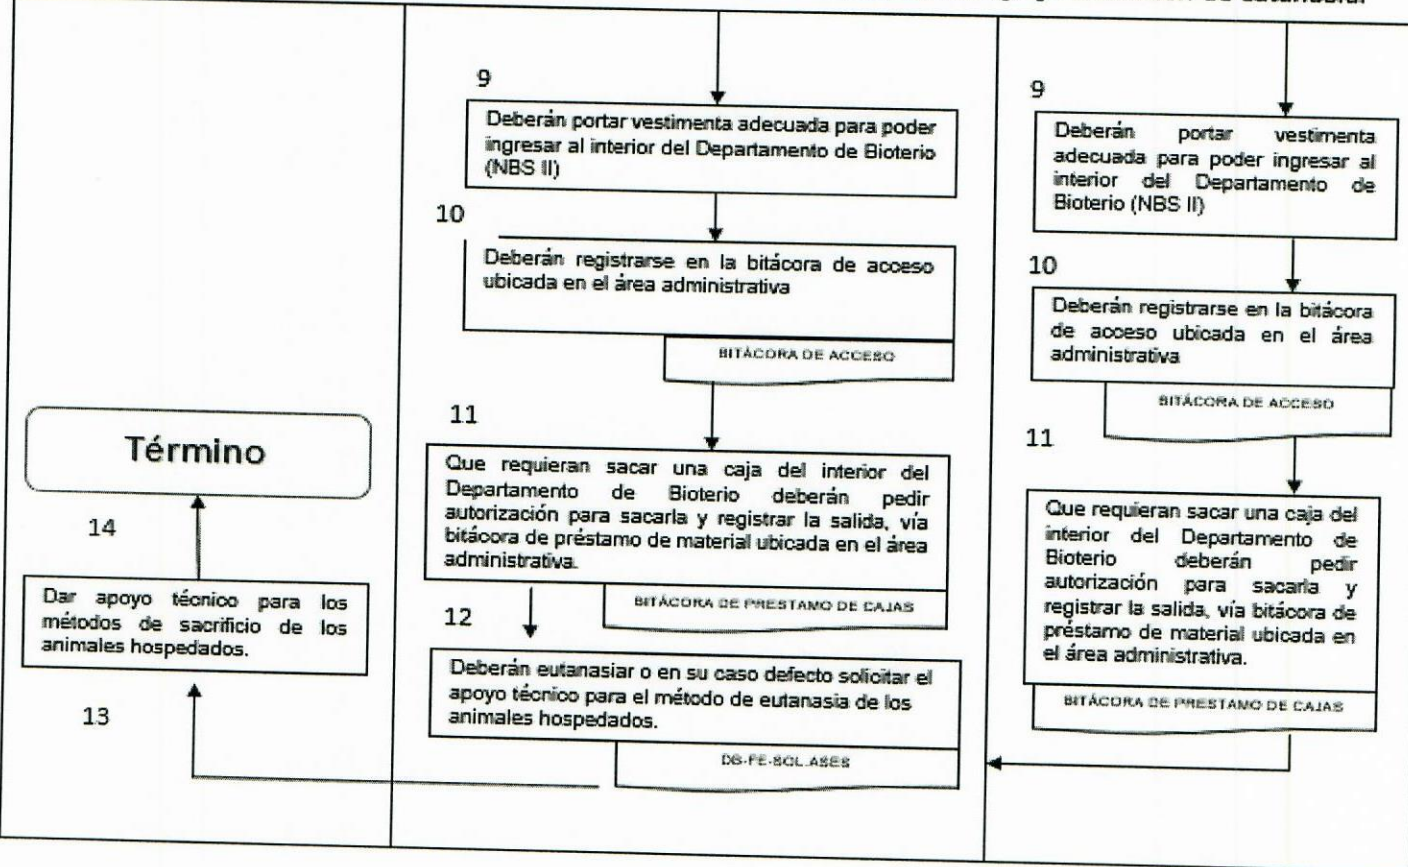 de eutanasia.
9
Deberán portar vestimenta adecuada para poder
ingresar al interior del Departamento de Bioterio
(NBS II)
10
Deberán registrarse en la bitácora de acceso
ubicada en el área administrativa
BITÁCORA DE ACCESO
11
Que requieran sacar una caja del interior del
Departamento de Bioterio deberán pedir
autorización para sacarla y registrar la salida, vía
bitácora de préstamo de material ubicada en el área
administrativa.
BITÁCORA DE PRESTAMO DE CAJAS
12
Deberán eutanasiar o en su caso defecto solicitar el
apoyo técnico para el método de eutanasia de los
animales hospedados.
DB-FE-SOL.ASES
9
Deberán portar vestimenta
adecuada para poder ingresar al
interior del Departamento de
Bioterio (NBS II)
10
Deberán registrarse en la bitácora
de acceso ubicada en el área
administrativa
BITÁCORA DE ACCESO
11
Que requieran sacar una caja del
interior del Departamento de
Bioterio deberán pedir
autorización para sacarla y
registrar la salida, vía bitácora de
préstamo de material ubicada en
el área administrativa.
BITÁCORA DE PRESTAMO DE CAJAS
Término
14
Dar apoyo técnico para los
métodos de sacrificio de los
animales hospedados.
13